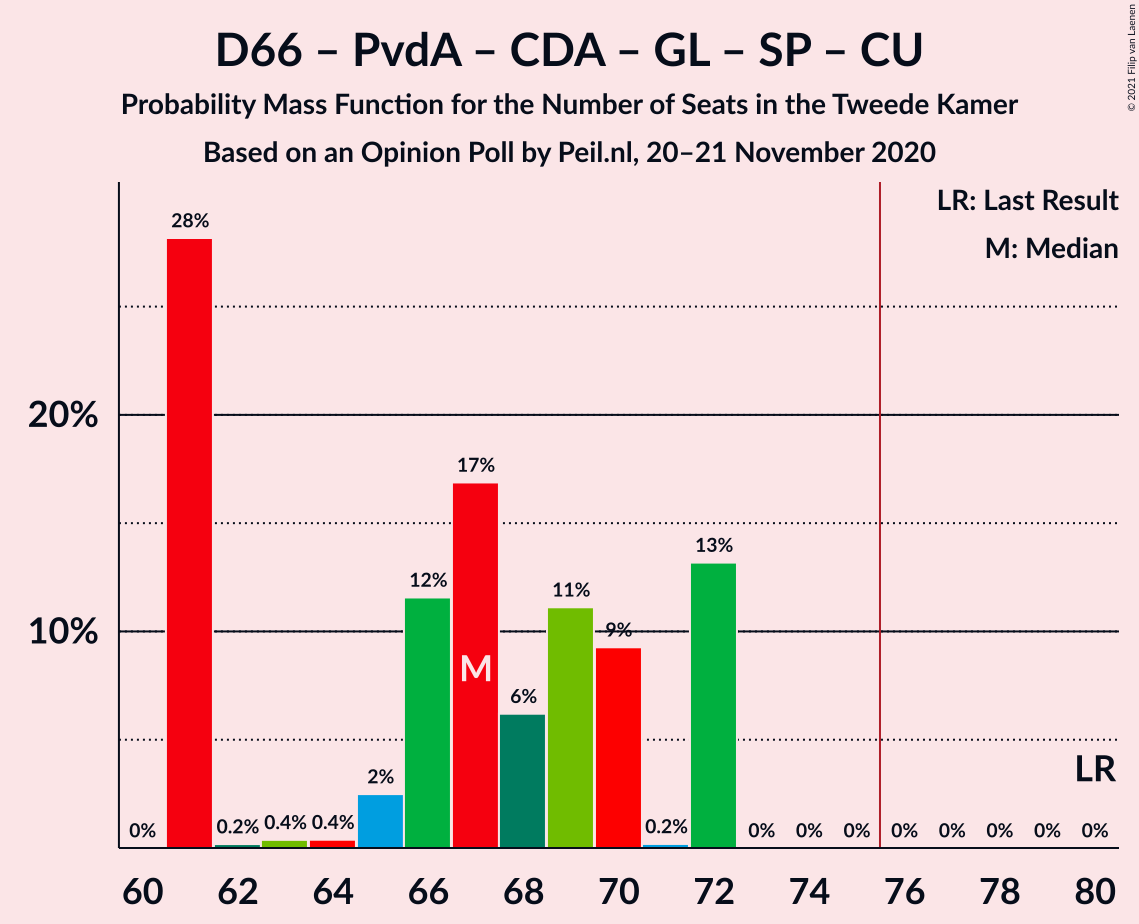 D66 – PvdA – CDA – GL – SP – CU
Probability Mass Function for the Number of Seats in the Tweede Kamer
Based on an Opinion Poll by Peil.nl, 20–21 November 2020
© 2021 Filip van Laenen
LR: Last Result
M: Median
28%
20%
17%
13%
12%
11%
10%
9%
M
6%
LR
2%
0% 0.2% 0.4% 0.4% 0.2% 0% 0% 0% 0% 0% 0% 0% 0%
60 62 64 66 68 70 72 74 76 78 80